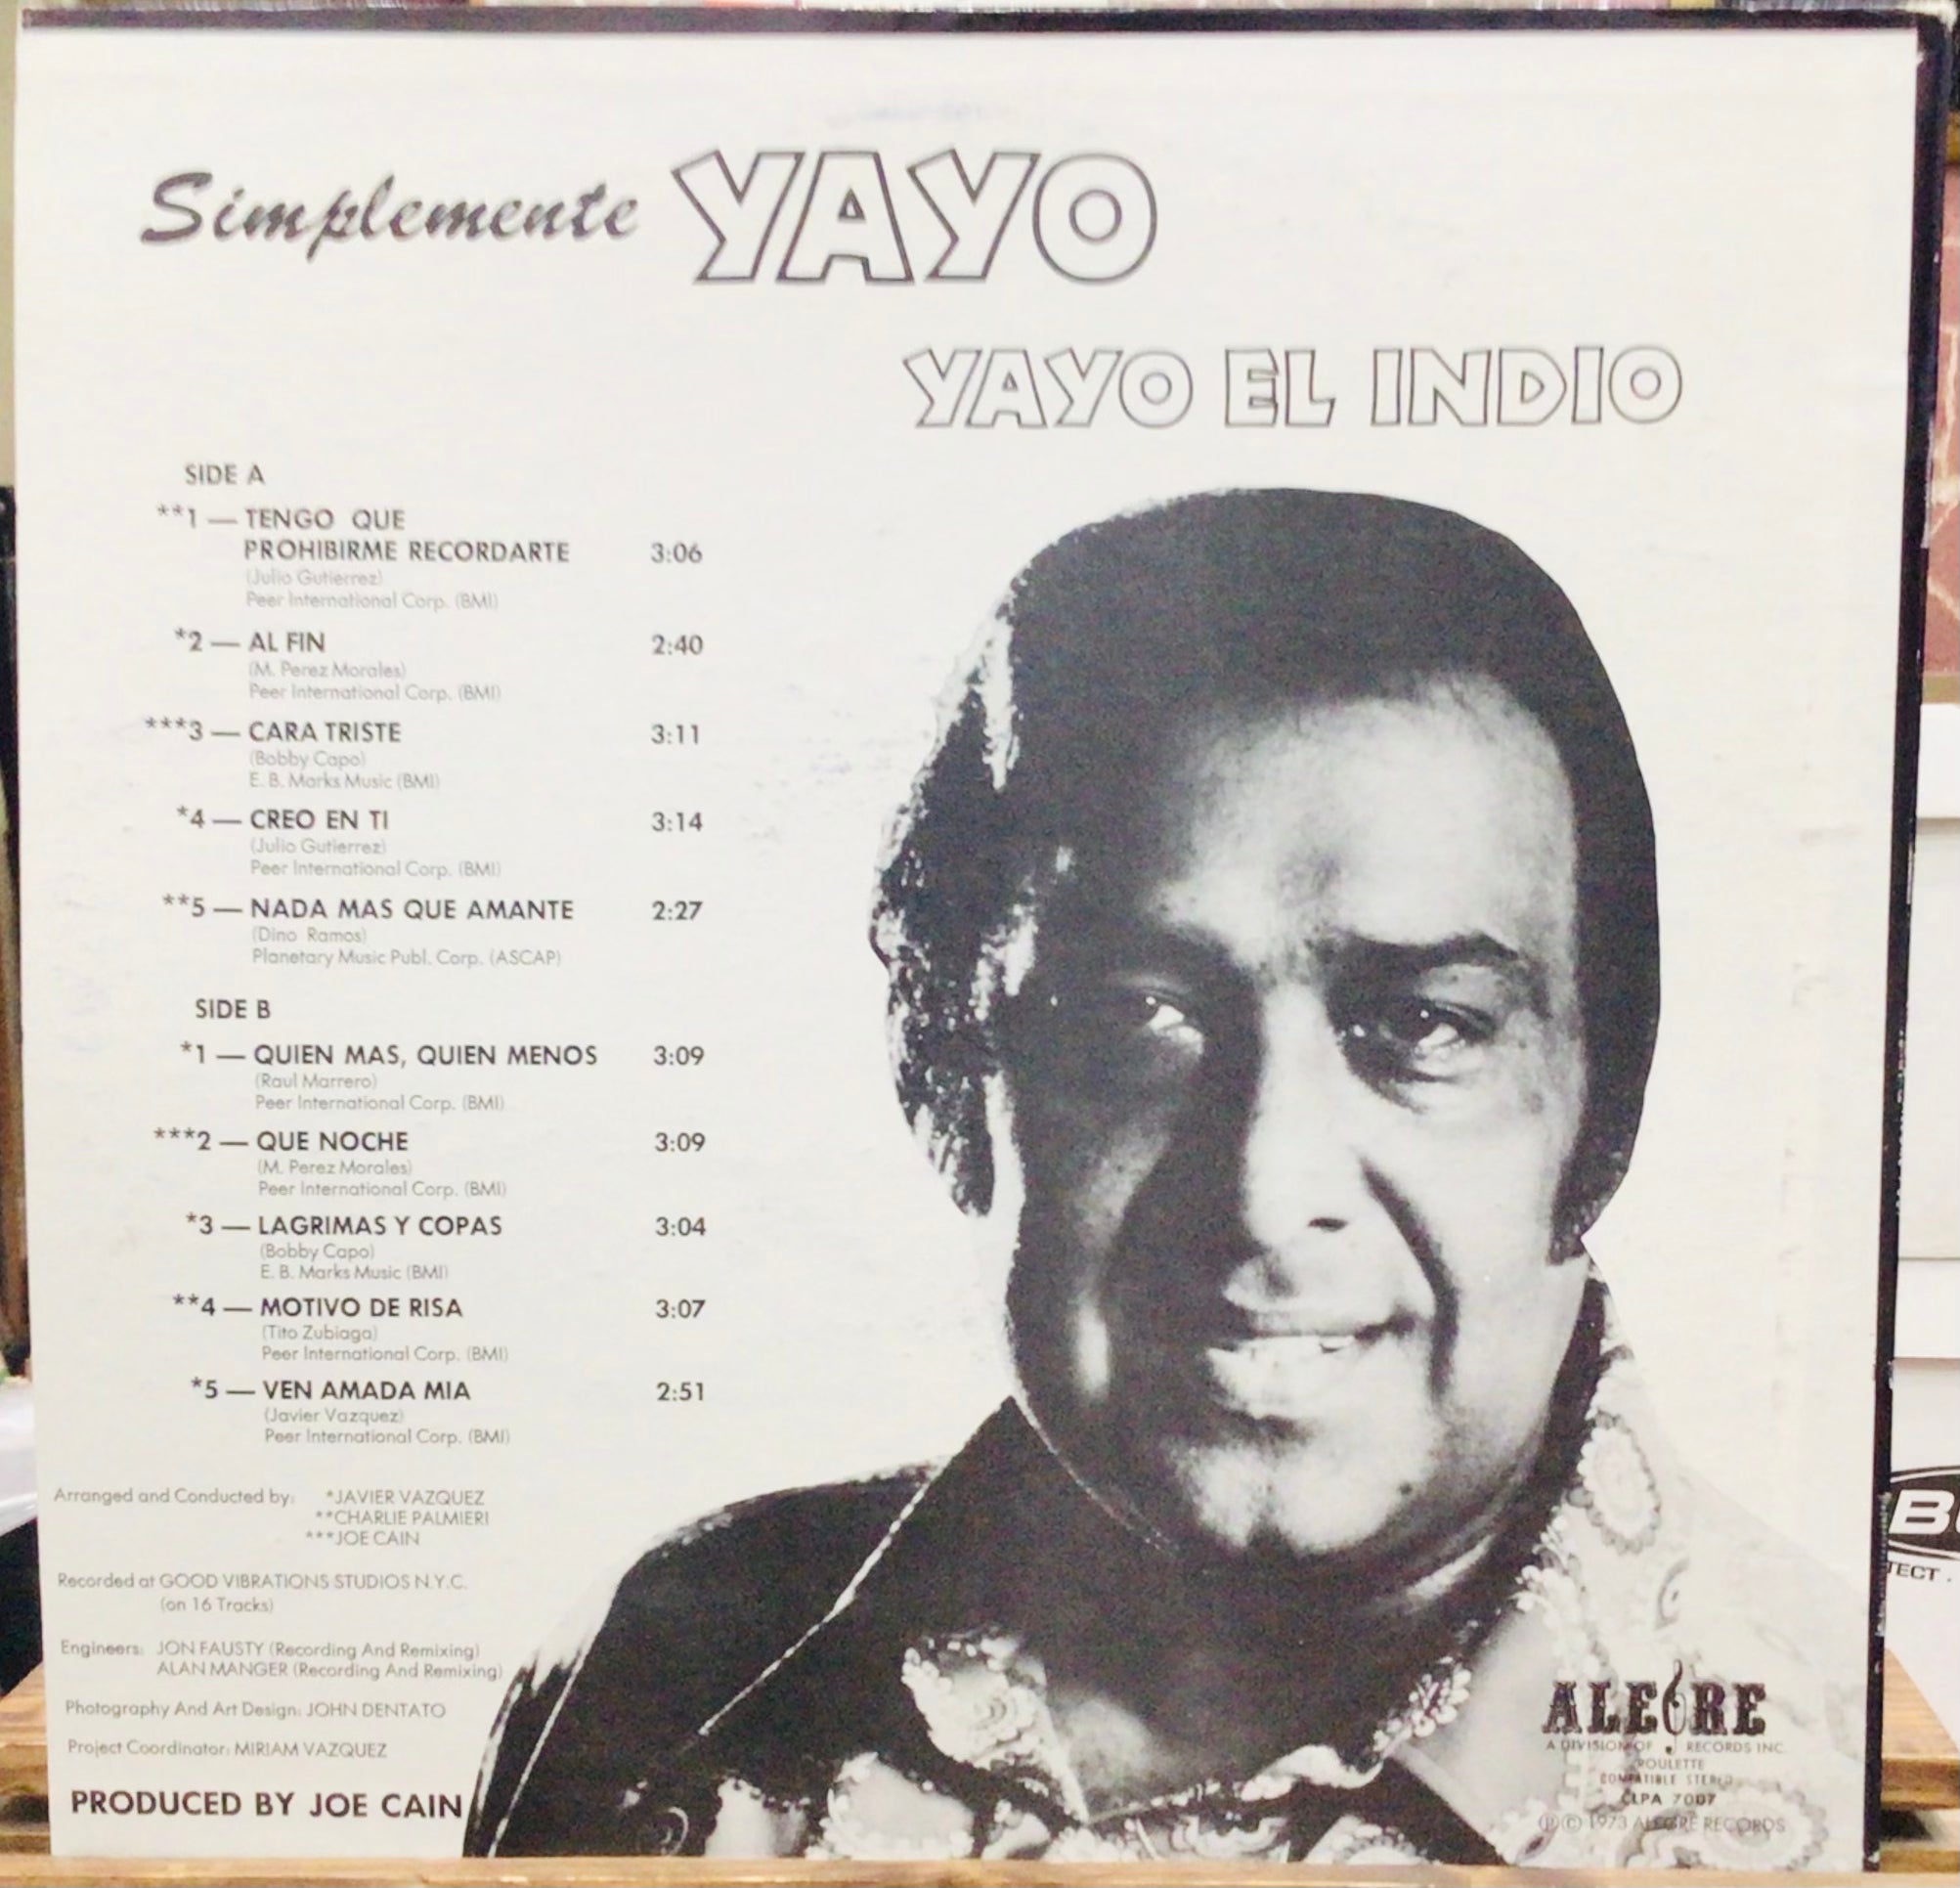 Simplemente YAYO
YAYO EL INDIO
SIDE A
**1 — TENGO QUE
PROHIBIRME RECORDARTE 3:06
(Julio Gutierrez)
Peer International Corp. (BMI)
*2 — AL FIN 2:40
(M. Perez Morales)
Peer International Corp. (BMI)
***3 — CARA TRISTE 3:11
(Bobby Capo)
E. B. Marks Music (BMI)
*4 — CREO EN TI 3:14
(Julio Gutierrez)
Peer International Corp. (BMI)
**5 — NADA MAS QUE AMANTE 2:27
(Dino Ramos)
Planetary Music Publ. Corp. (ASCAP)
SIDE B
*1 — QUIEN MAS, QUIEN MENOS 3:09
(Raul Marrero)
Peer International Corp. (BMI)
***2 — QUE NOCHE 3:09
(M. Perez Morales)
Peer International Corp. (BMI)
*3 — LAGRIMAS Y COPAS 3:04
(Bobby Capo)
E. B. Marks Music (BMI)
**4 — MOTIVO DE RISA 3:07
(Tito Zubiaga)
Peer International Corp. (BMI)
*5 — VEN AMADA MIA 2:51
(Javier Vazquez)
Peer International Corp. (BMI)
Arranged and Conducted by: *JAVIER VAZQUEZ
**CHARLIE PALMIERI
***JOE CAIN
Recorded at GOOD VIBRATIONS STUDIOS N.Y.C.
(on 16 Tracks)
Engineers: JON FAUSTY (Recording And Remixing)
ALAN MANGER (Recording And Remixing)
Photography And Art Design: JOHN DENTATO
Project Coordinator: MIRIAM VAZQUEZ
PRODUCED BY JOE CAIN
ALEGRE
A DIVISION OF RECORDS INC.
ROULETTE
COMPATIBLE STEREO
CLPA 7007
Ⓟ © 1973 ALEGRE RECORDS